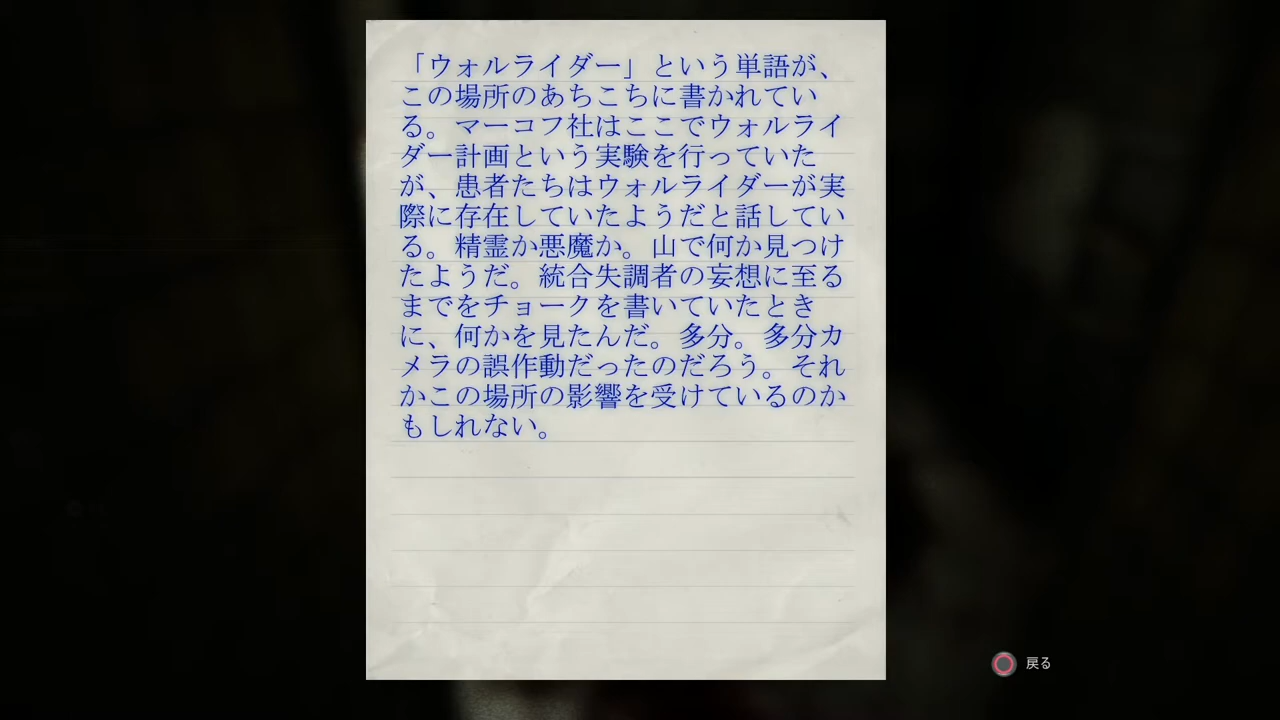 「ウォルライダー」という単語が、
この場所のあちこちに書かれてい
る。マーコフ社はここでウォルライ
ダー計画という実験を行っていた
が、患者たちはウォルライダーが実
際に存在していたようだと話してい
る。精霊か悪魔か。山で何か見つけ
たようだ。統合失調者の妄想に至る
までをチョークを書いていたとき
に、何かを見たんだ。多分。多分カ
メラの誤作動だったのだろう。それ
かこの場所の影響を受けているのか
もしれない。
戻る